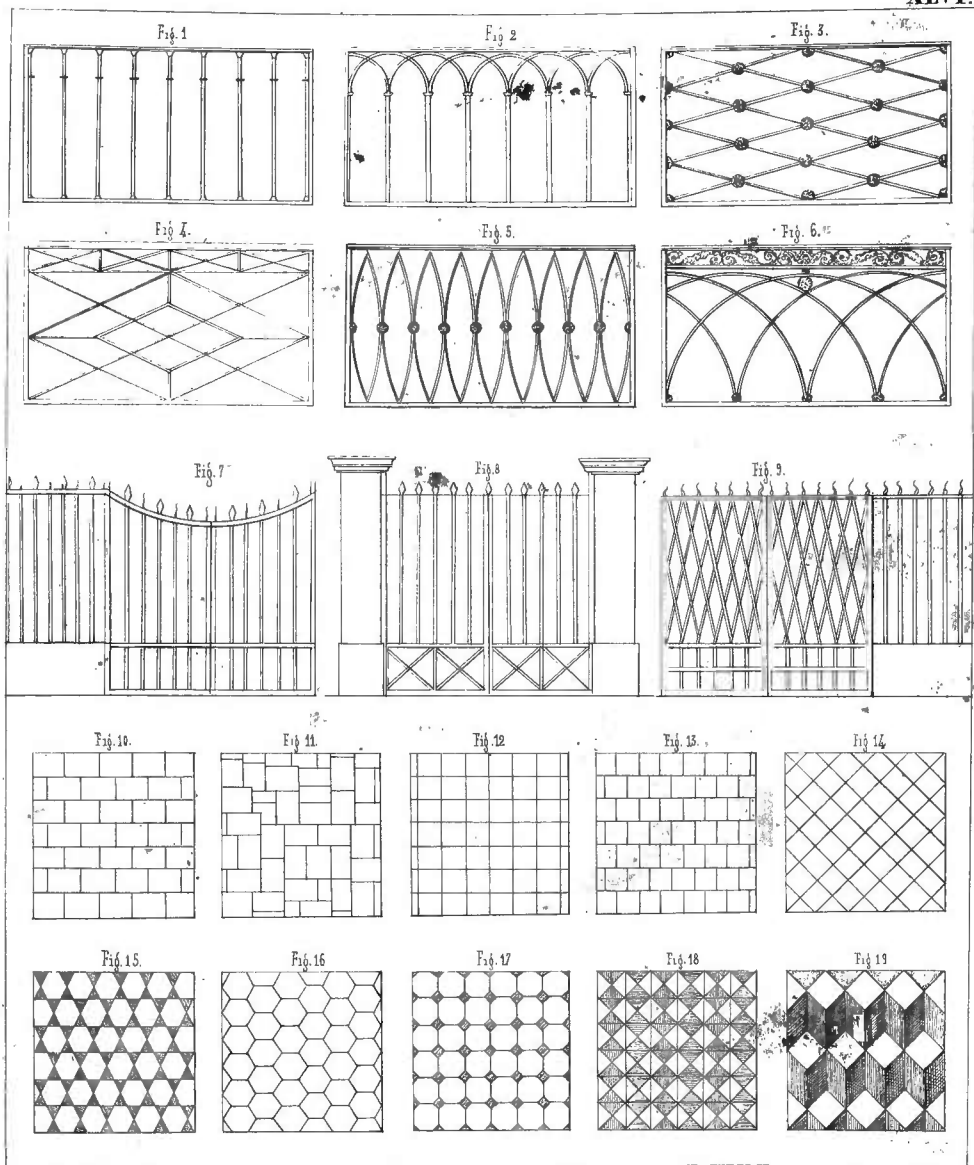 XLVI.
Fig. 1
Fig 2
Fig. 3.
Fig 4.
Fig. 5.
Fig. 6.
Fig. 7
Fig. 8
Fig. 9.
Fig. 10.
Fig 11.
Fig. 12
Fig. 13.
Fig 14
Fig. 15.
Fig. 16
Fig. 17
Fig. 18
Fig 19